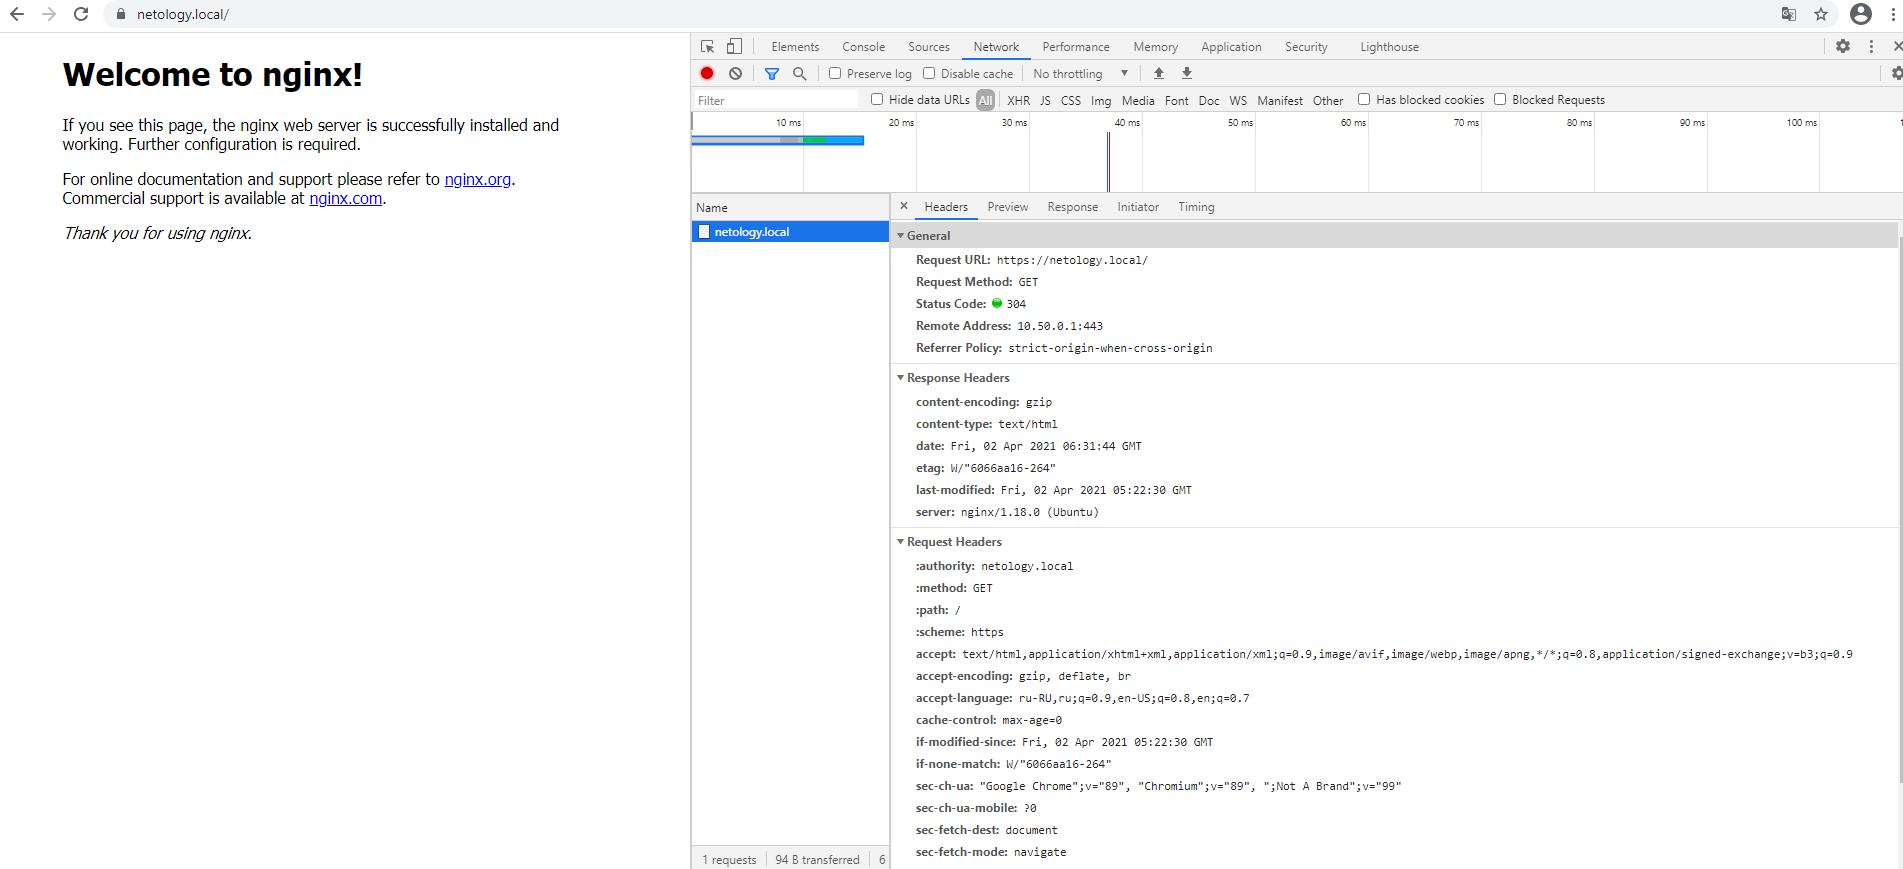 netology.local/
Welcome to nginx!
If you see this page, the nginx web server is successfully installed and
working. Further configuration is required.
For online documentation and support please refer to nginx.org.
Commercial support is available at nginx.com.
Thank you for using nginx.
Elements Console Sources Network Performance Memory Application Security Lighthouse
Preserve log Disable cache No throttling
Filter Hide data URLs All XHR JS CSS Img Media Font Doc WS Manifest Other Has blocked cookies Blocked Requests
10 ms 20 ms 30 ms 40 ms 50 ms 60 ms 70 ms 80 ms 90 ms 100 ms 1
Name
netology.local
1 requests 94 B transferred 6
Headers Preview Response Initiator Timing
General
Request URL: https://netology.local/
Request Method: GET
Status Code: 304
Remote Address: 10.50.0.1:443
Referrer Policy: strict-origin-when-cross-origin
Response Headers
content-encoding: gzip
content-type: text/html
date: Fri, 02 Apr 2021 06:31:44 GMT
etag: W/"6066aa16-264"
last-modified: Fri, 02 Apr 2021 05:22:30 GMT
server: nginx/1.18.0 (Ubuntu)
Request Headers
:authority: netology.local
:method: GET
:path: /
:scheme: https
accept: text/html,application/xhtml+xml,application/xml;q=0.9,image/avif,image/webp,image/apng,*/*;q=0.8,application/signed-exchange;v=b3;q=0.9
accept-encoding: gzip, deflate, br
accept-language: ru-RU,ru;q=0.9,en-US;q=0.8,en;q=0.7
cache-control: max-age=0
if-modified-since: Fri, 02 Apr 2021 05:22:30 GMT
if-none-match: W/"6066aa16-264"
sec-ch-ua: "Google Chrome";v="89", "Chromium";v="89", ";Not A Brand";v="99"
sec-ch-ua-mobile: ?0
sec-fetch-dest: document
sec-fetch-mode: navigate